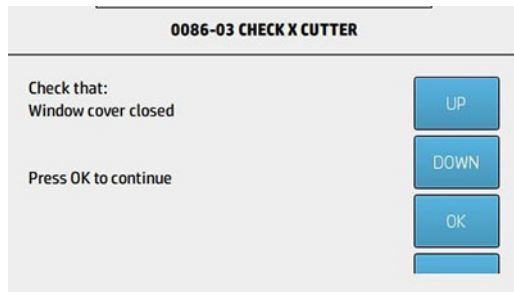 0086-03 CHECK X CUTTER
Check that:
Window cover closed
Press OK to continue
UP
DOWN
OK